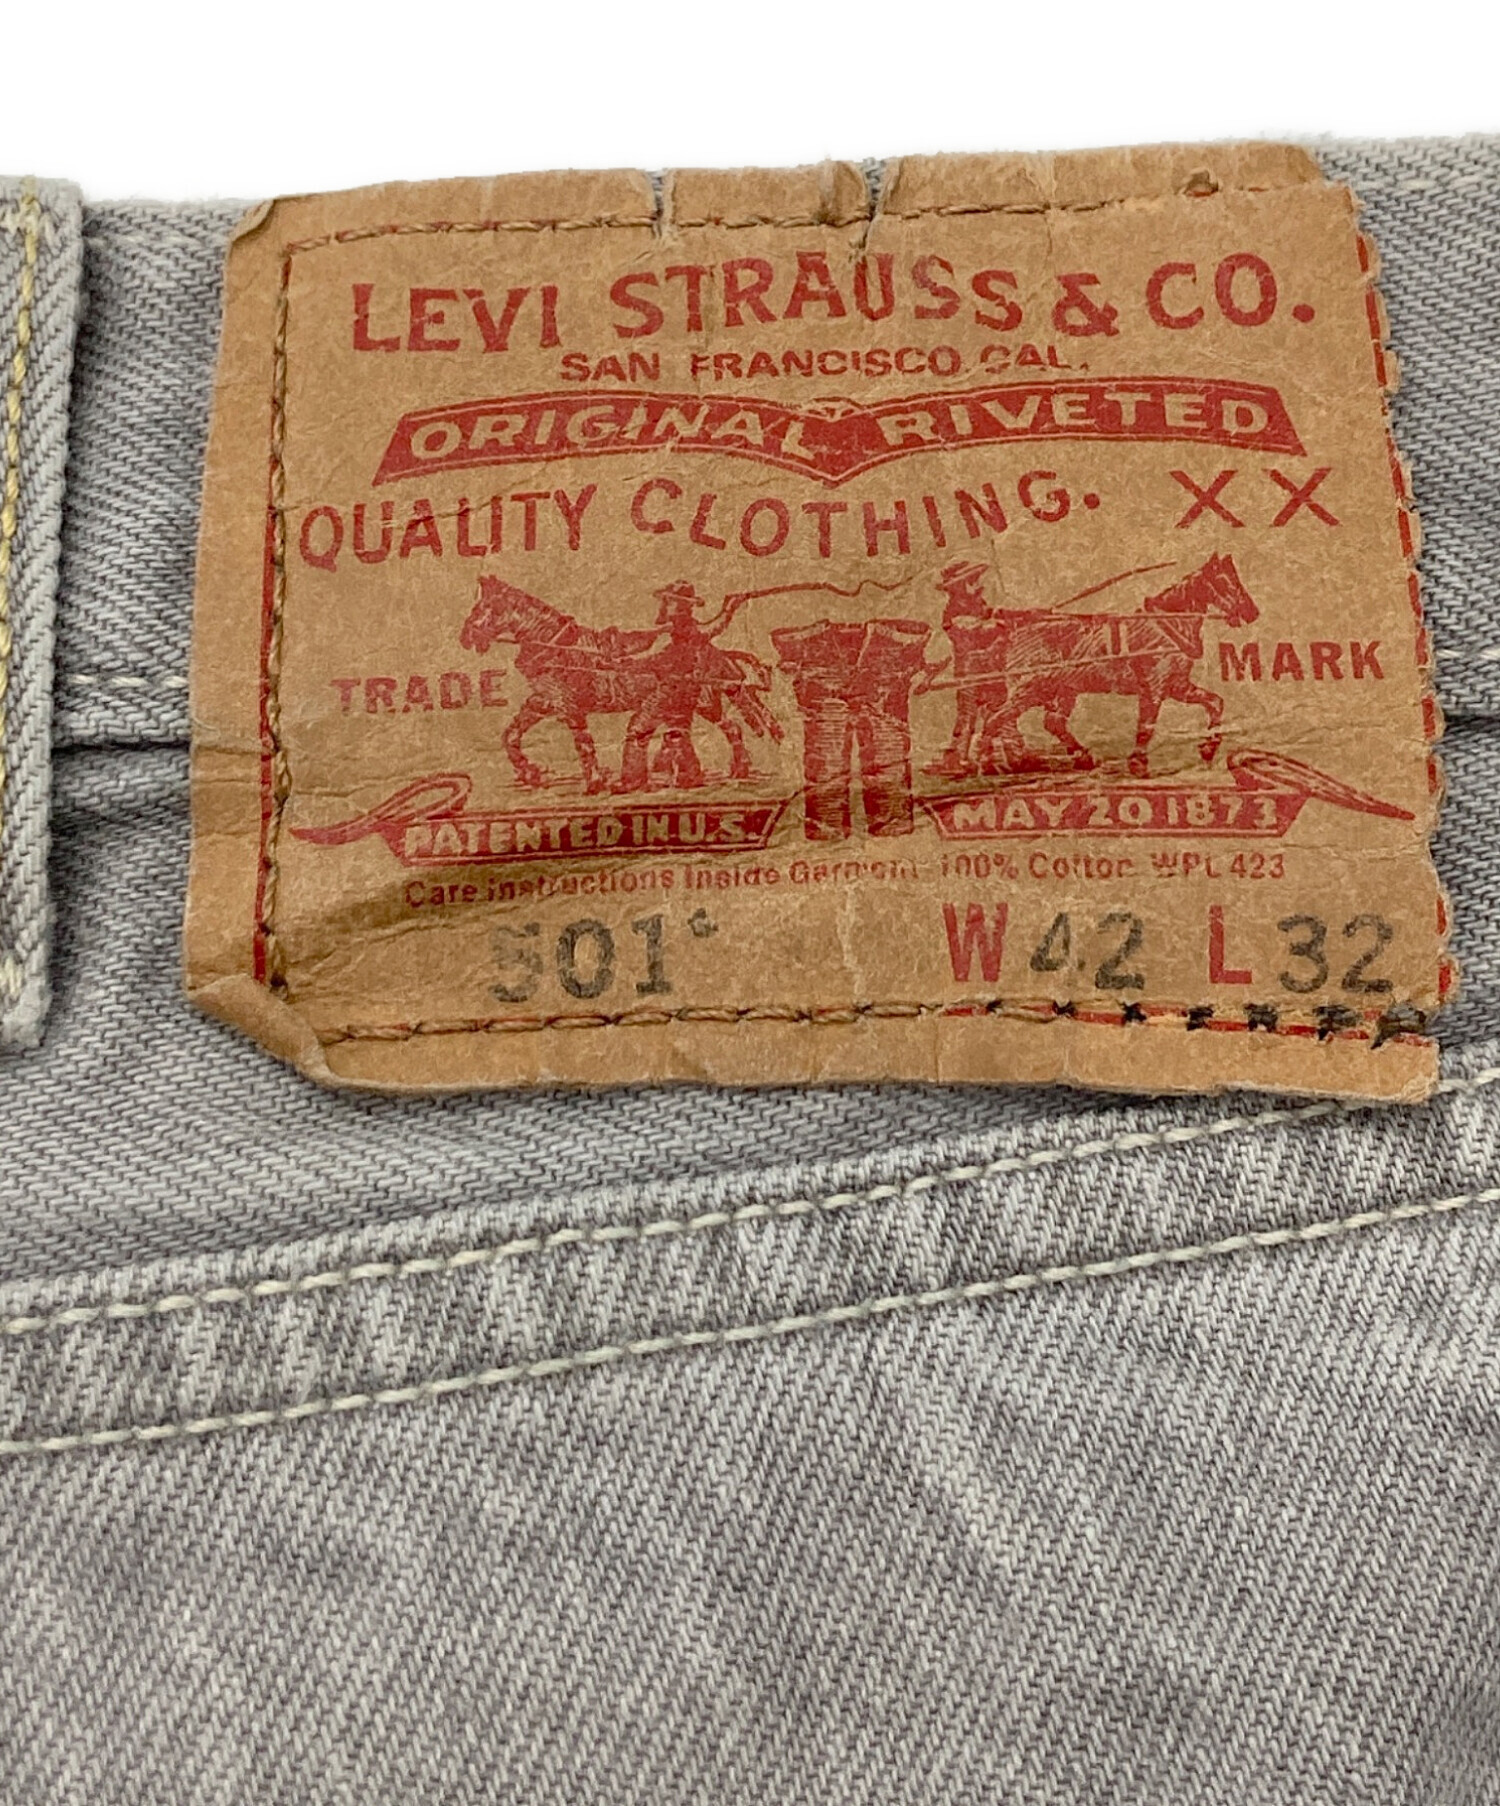 LEVI STRAUSS & CO.
SAN FRANCISCO, CAL.
ORIGINAL RIVETED
QUALITY CLOTHING. XX
TRADE MARK
PATENTED IN U.S. MAY 20 1873
Care instructions Inside Garment 100% Cotton WPL 423
501* W 42 L 32